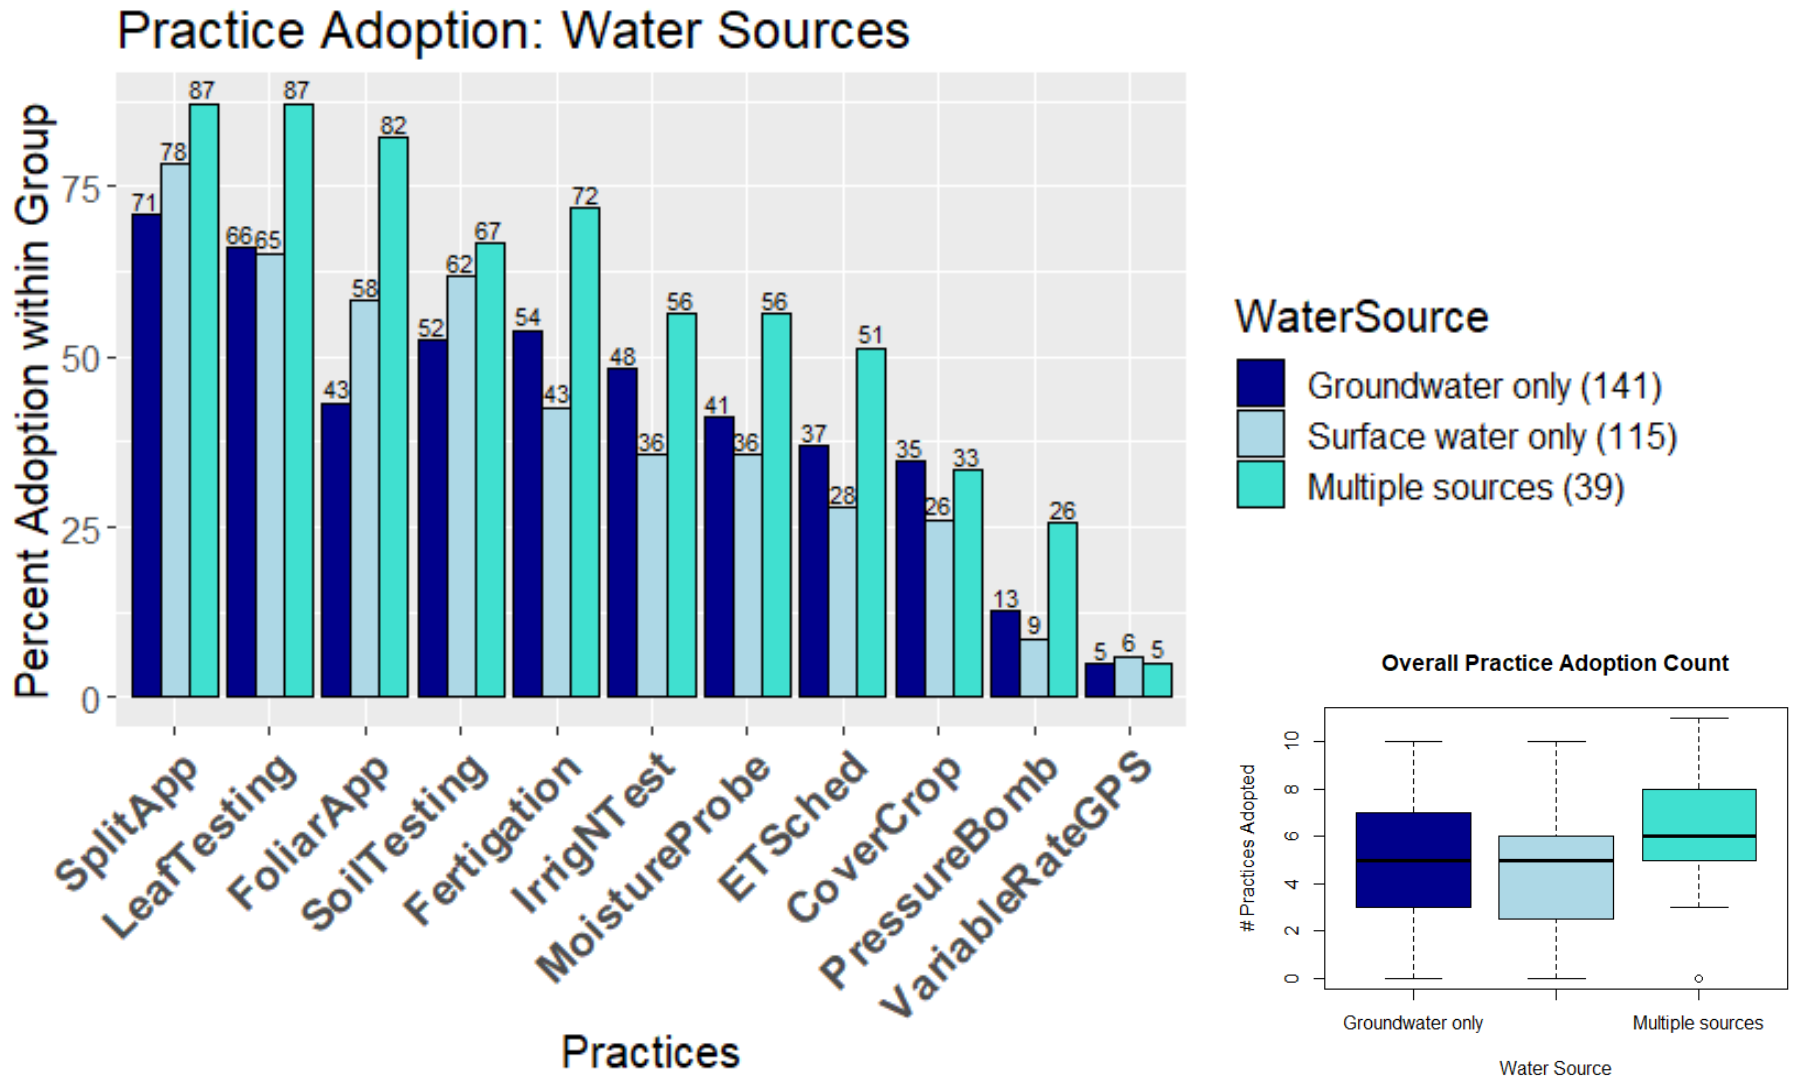 Practice Adoption: Water Sources
Percent Adoption within Group
75
50
25
0
71 78 87
66 65 87
43 58 82
52 62 67
54 43 72
48 36 56
41 36 56
37 28 51
35 26 33
13 9 26
5 6 5
SplitApp
LeafTesting
FoliarApp
SoilTesting
Fertigation
IrrigNTest
MoistureProbe
ETSched
CoverCrop
PressureBomb
VariableRateGPS
Practices
WaterSource
Groundwater only (141)
Surface water only (115)
Multiple sources (39)
Overall Practice Adoption Count
# Practices Adopted
10
8
6
4
2
0
Groundwater only
Multiple sources
Water Source